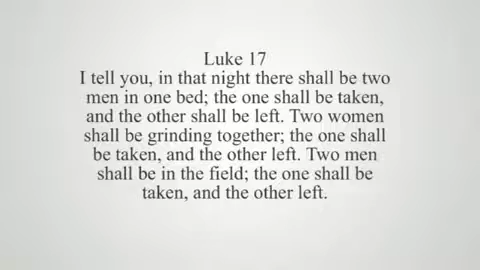 Luke 17
I tell you, in that night there shall be two
men in one bed; the one shall be taken,
and the other shall be left. Two women
shall be grinding together; the one shall
be taken, and the other left. Two men
shall be in the field; the one shall be
taken, and the other left.